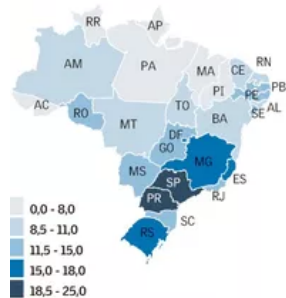 RR
AP
AM
PA
MA
CE
RN
PB
PI
PE
AC
RO
TO
SE
AL
BA
MT
DF
GO
MG
MS
ES
SP
RJ
PR
SC
RS
0,0 - 8,0
8,5 - 11,0
11,5 - 15,0
15,0 - 18,0
18,5 - 25,0